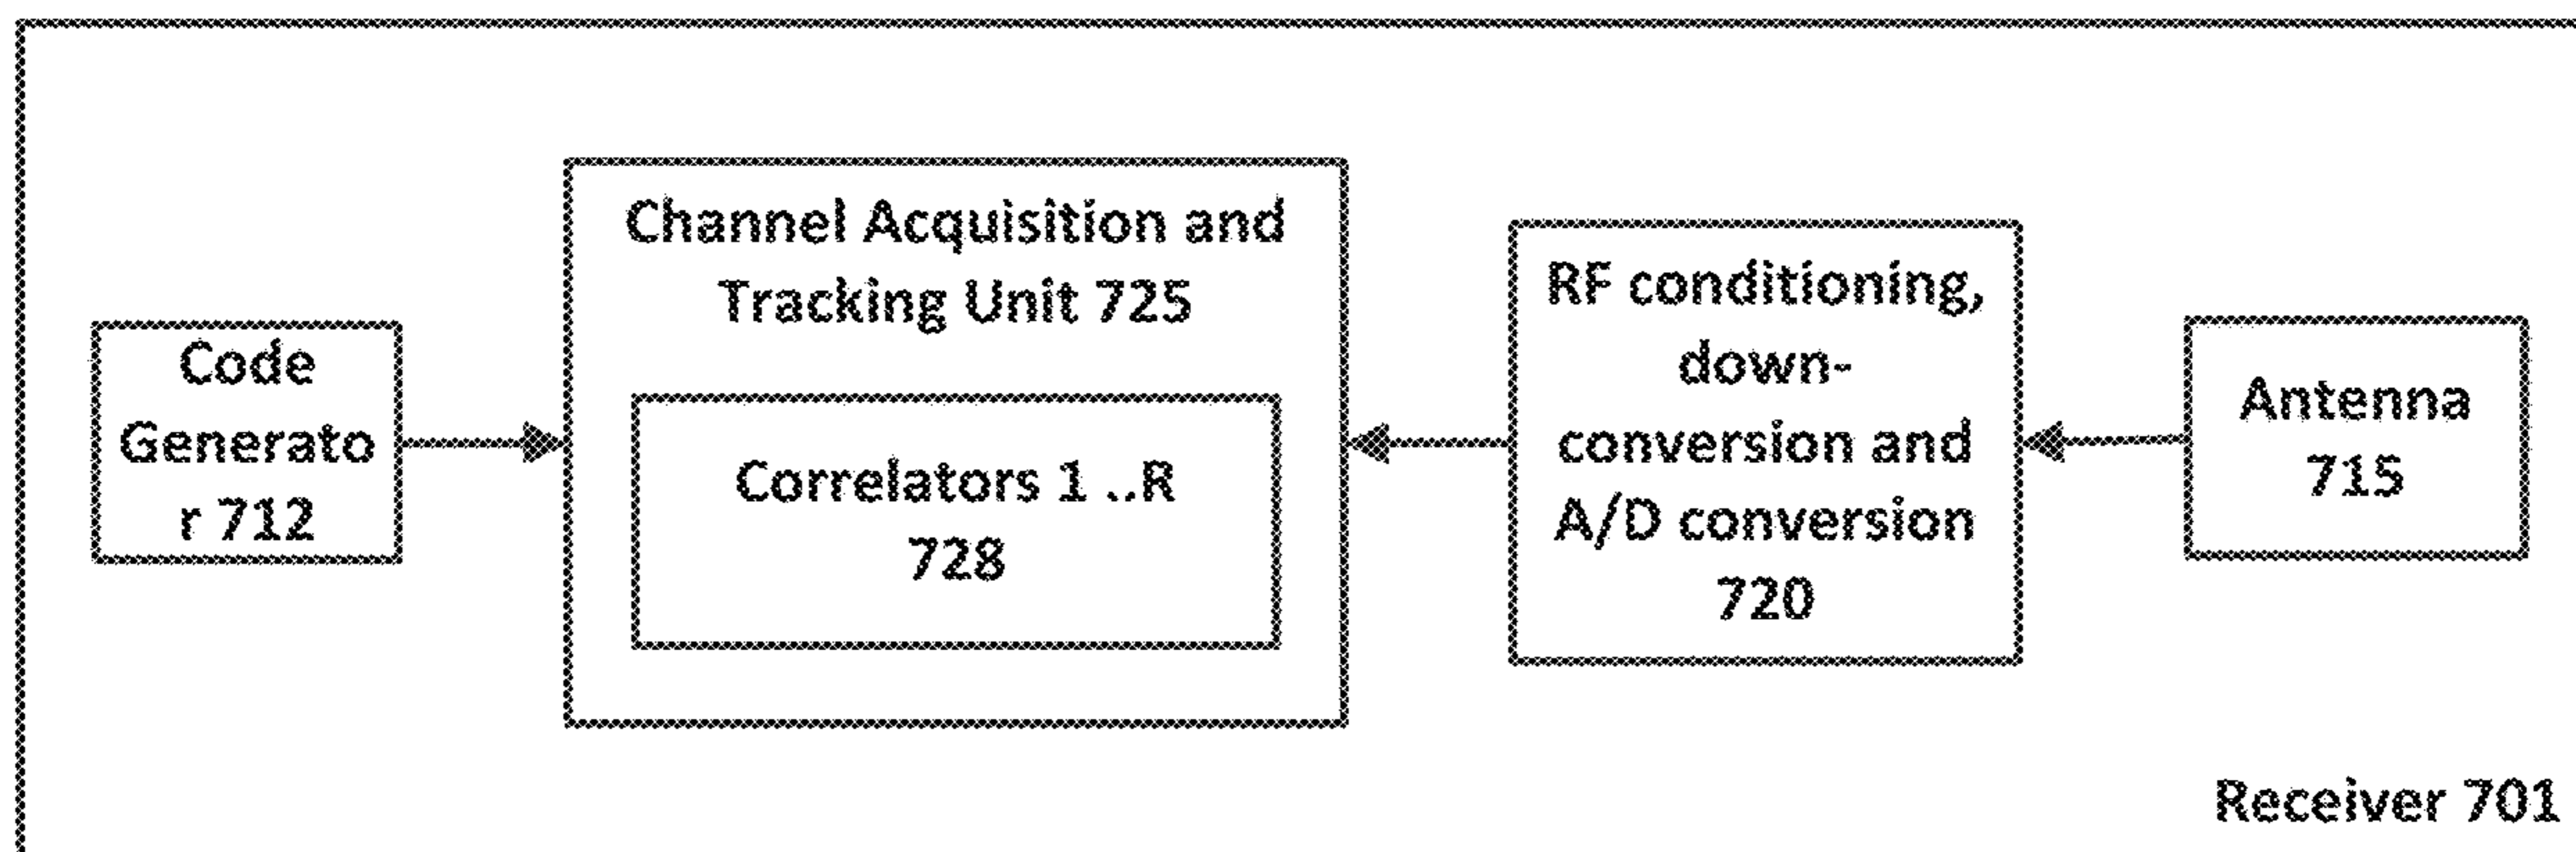 Code
Generato
r 712
Channel Acquisition and
Tracking Unit 725
Correlators 1 ..R
728
RF conditioning,
down-
conversion and
A/D conversion
720
Antenna
715
Receiver 701